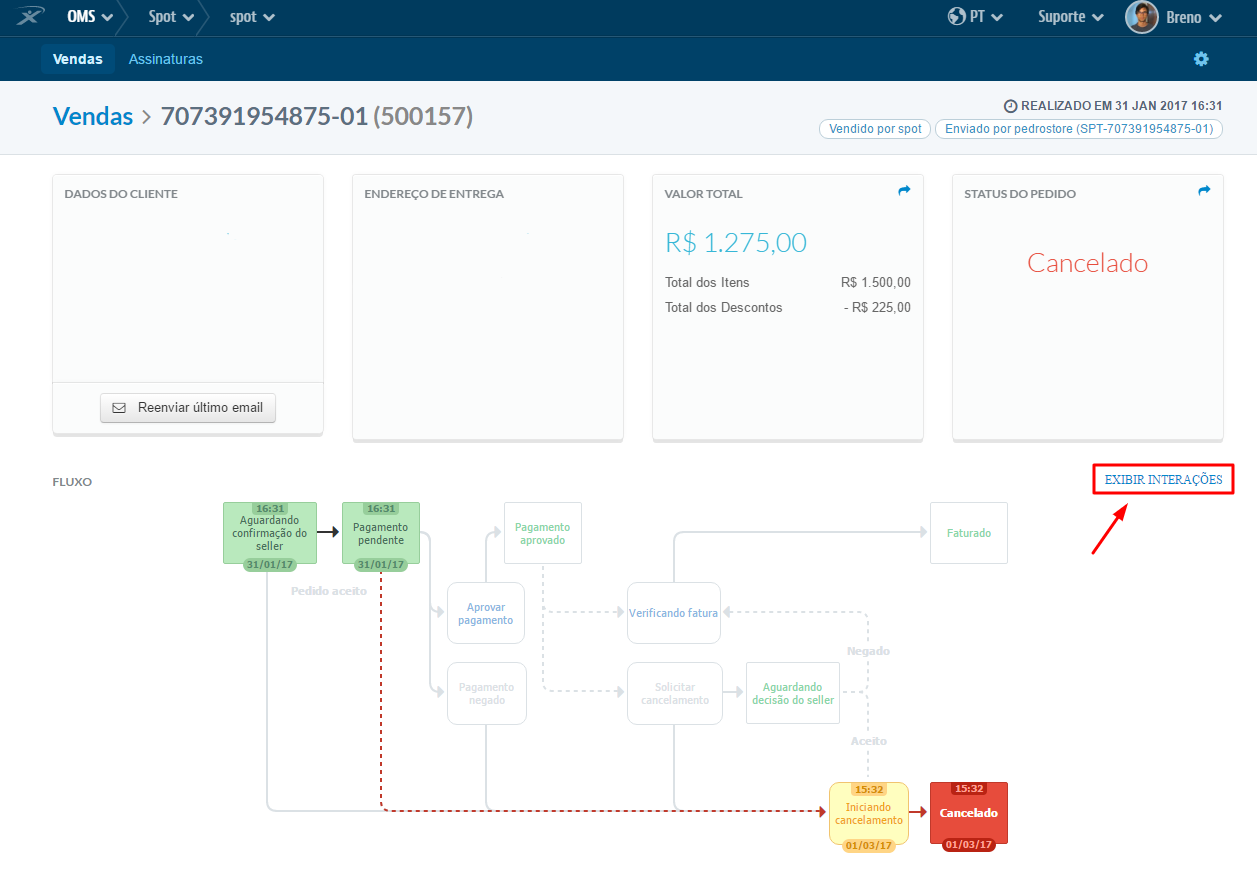 OMS Spot spot PT Suporte Breno
Vendas Assinaturas
Vendas > 707391954875-01 (500157)
REALIZADO EM 31 JAN 2017 16:31
Vendido por spot Enviado por pedrostore (SPT-707391954875-01)
DADOS DO CLIENTE
Reenviar último email
ENDEREÇO DE ENTREGA
VALOR TOTAL
R$ 1.275,00
Total dos Itens R$ 1.500,00
Total dos Descontos - R$ 225,00
STATUS DO PEDIDO
Cancelado
FLUXO
EXIBIR INTERAÇÕES
16:31
Aguardando
confirmação do
seller
31/01/17
16:31
Pagamento
pendente
31/01/17
Pedido aceito
Pagamento
aprovado
Faturado
Aprovar
pagamento
Verificando fatura
Negado
Pagamento
negado
Solicitar
cancelamento
Aguardando
decisão do seller
Aceito
15:32
Iniciando
cancelamento
01/03/17
15:32
Cancelado
01/03/17